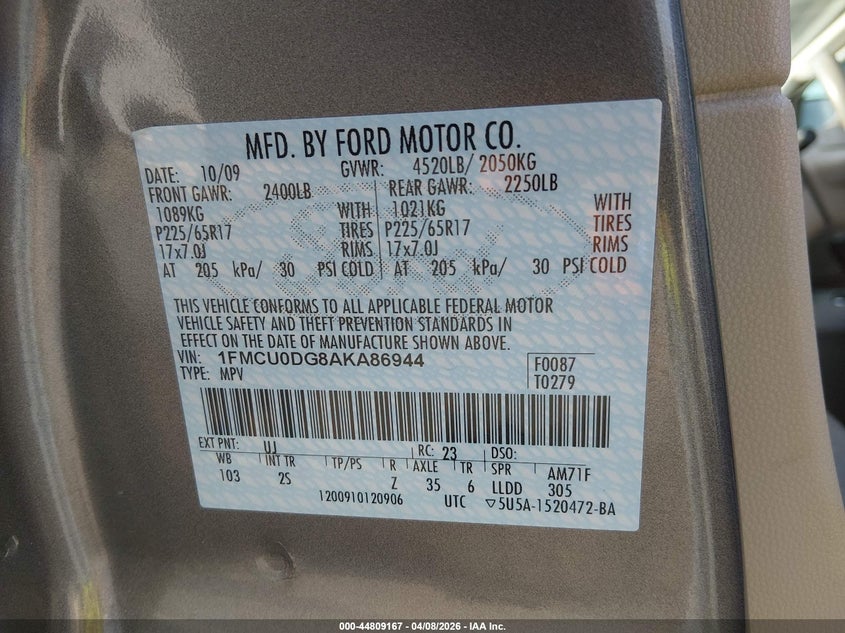 MFD. BY FORD MOTOR CO.
DATE: 10/09 GVWR: 4520LB/ 2050KG
FRONT GAWR: 2400LB REAR GAWR: 2250LB
1089KG WITH 1021KG WITH
P225/65R17 TIRES P225/65R17 TIRES
17x7.0J RIMS 17x7.0J RIMS
AT 205 kPa/ 30 PSI COLD AT 205 kPa/ 30 PSI COLD
THIS VEHICLE CONFORMS TO ALL APPLICABLE FEDERAL MOTOR
VEHICLE SAFETY AND THEFT PREVENTION STANDARDS IN
EFFECT ON THE DATE OF MANUFACTURE SHOWN ABOVE.
VIN: 1FMCU0DG8AKA86944 F0087
TYPE: MPV T0279
EXT PNT: UJ RC: 23 DSO:
WB INT TR TP/PS R AXLE TR SPR AM71F
103 2S Z 35 6 LLDD 305
1200910120906 UTC ▽5U5A-1520472-BA
000-44809167 - 04/08/2026 - IAA Inc.